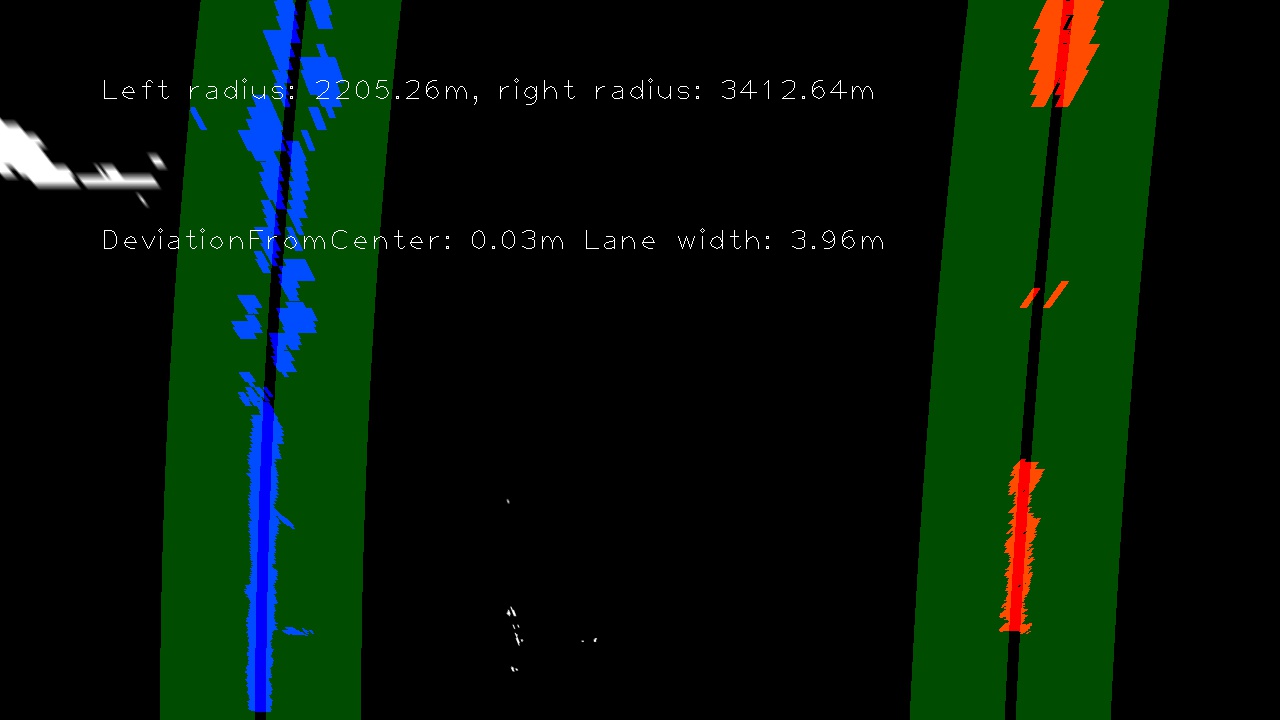 Left radius: 2205.26m, right radius: 3412.64m
DeviationFromCenter: 0.03m Lane width: 3.96m